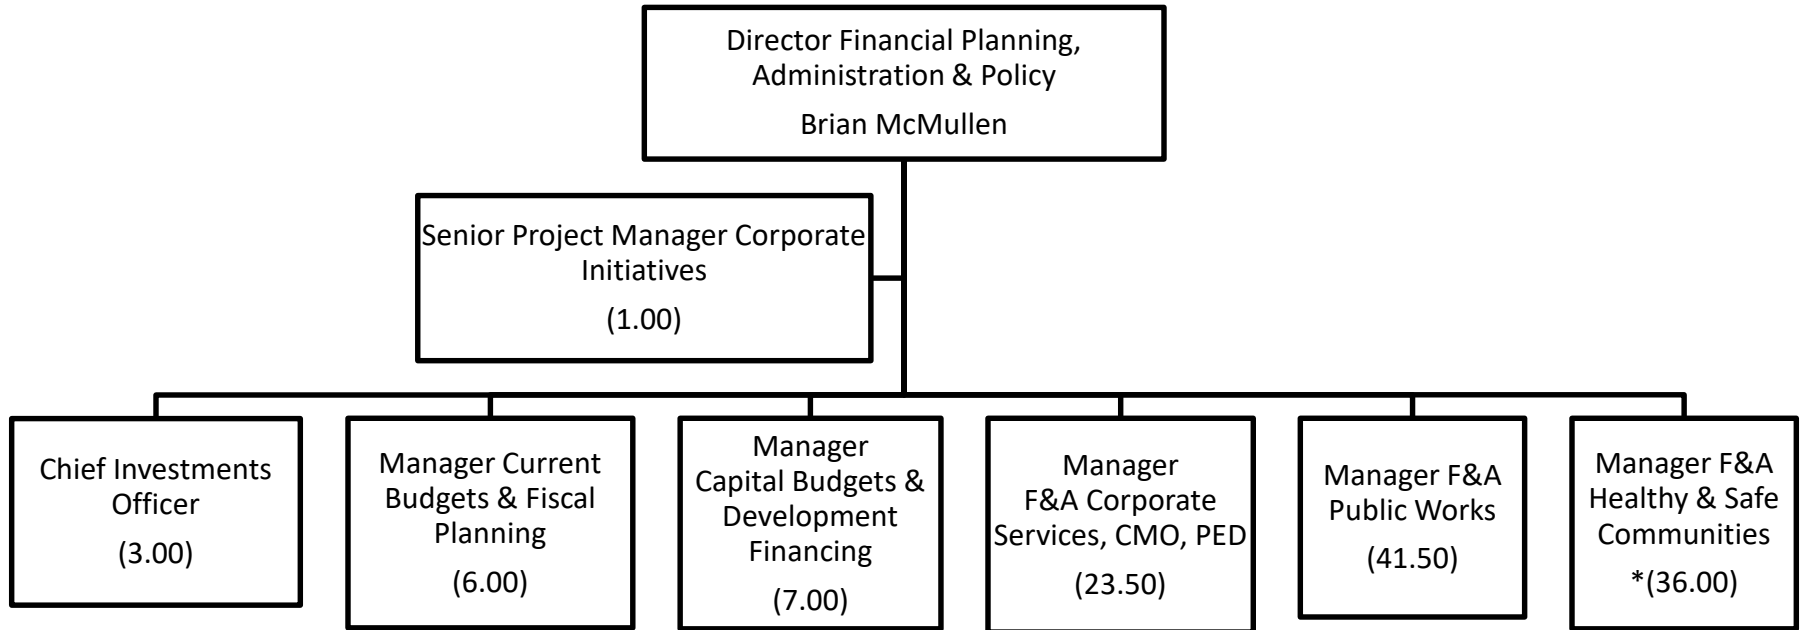 Director Financial Planning,
Administration & Policy
Brian McMullen
Senior Project Manager Corporate
Initiatives
(1.00)
Chief Investments
Officer
(3.00)
Manager Current
Budgets & Fiscal
Planning
(6.00)
Manager
Capital Budgets &
Development
Financing
(7.00)
Manager
F&A Corporate
Services, CMO, PED
(23.50)
Manager F&A
Public Works
(41.50)
Manager F&A
Healthy & Safe
Communities
*(36.00)